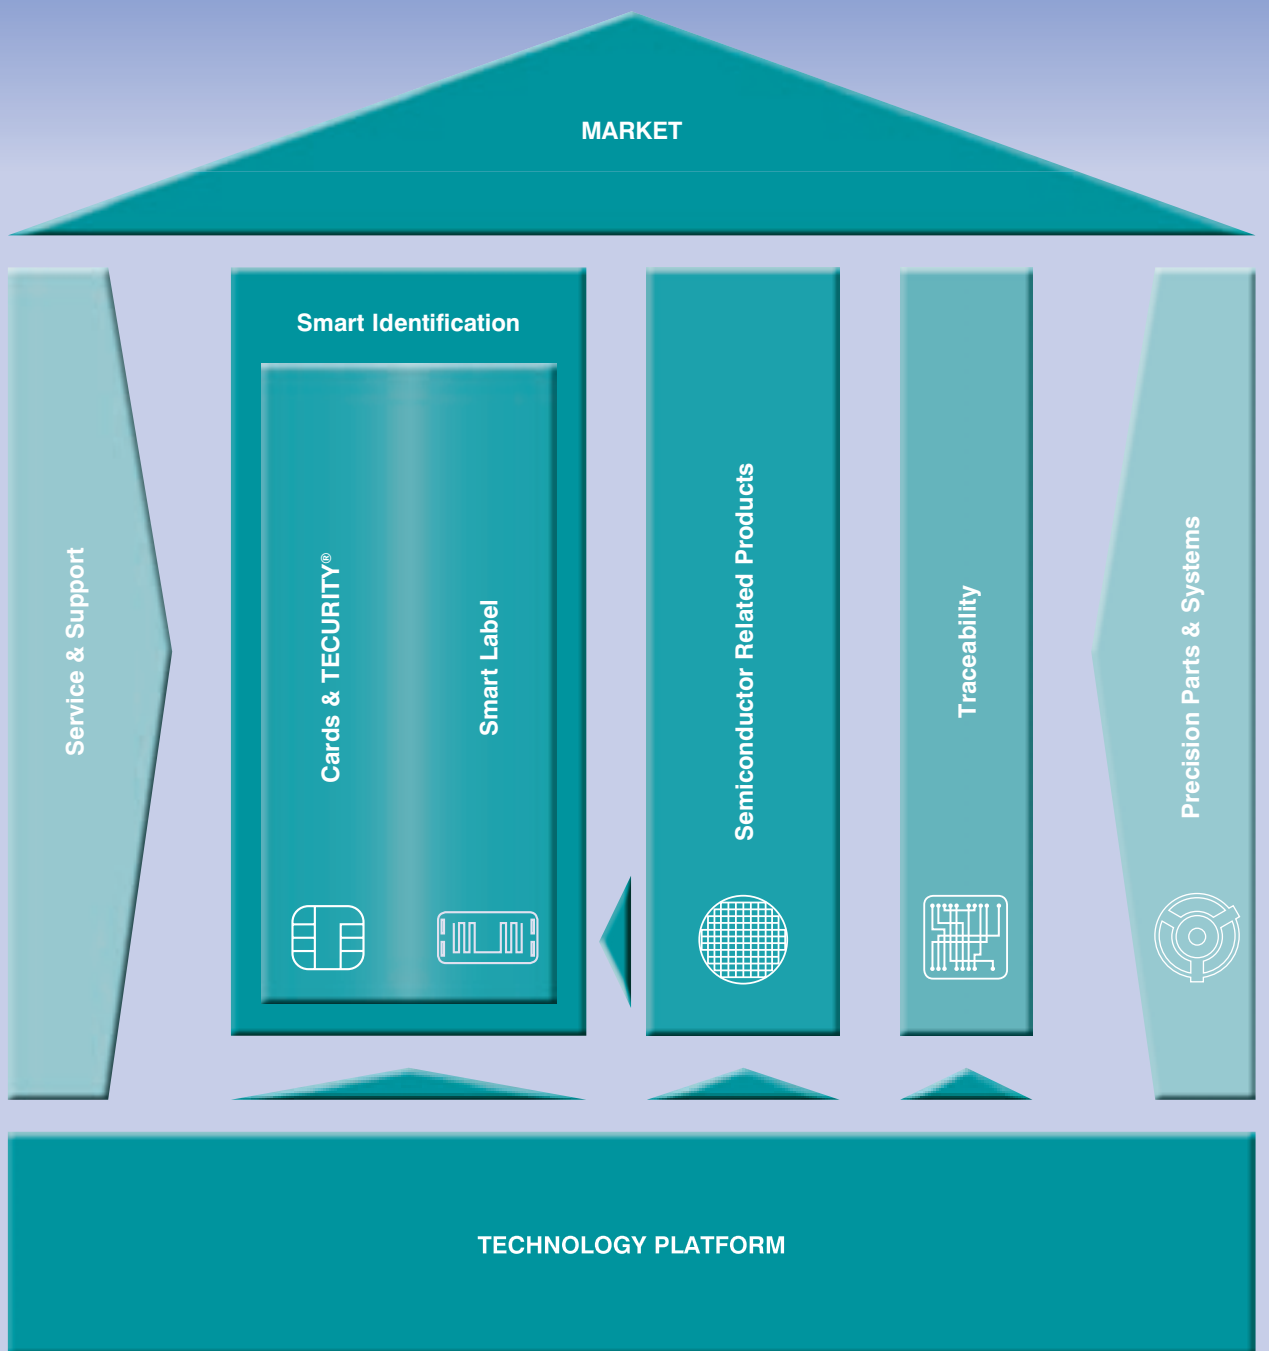 MARKET
Smart Identification
Service & Support
Cards & TECURITY®
Smart Label
Semiconductor Related Products
Traceability
Precision Parts & Systems
TECHNOLOGY PLATFORM